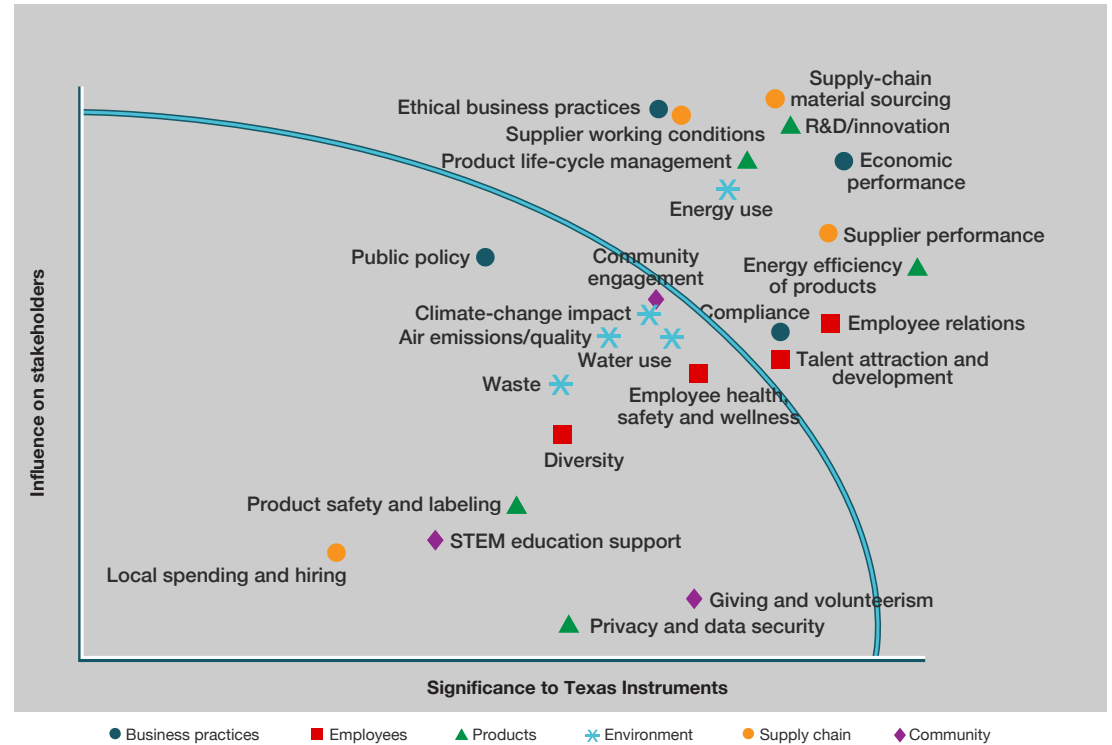 Supply-chain
material sourcing
Ethical business practices
Supplier working conditions
R&D/innovation
Product life-cycle management
Economic
performance
Energy use
Supplier performance
Public policy
Community
engagement
Energy efficiency
of products
Climate-change impact
Compliance
Employee relations
Air emissions/quality
Water use
Talent attraction and
development
Waste
Employee health,
safety and wellness
Diversity
Product safety and labeling
STEM education support
Local spending and hiring
Giving and volunteerism
Privacy and data security
Influence on stakeholders
Significance to Texas Instruments
Business practices
Employees
Products
Environment
Supply chain
Community